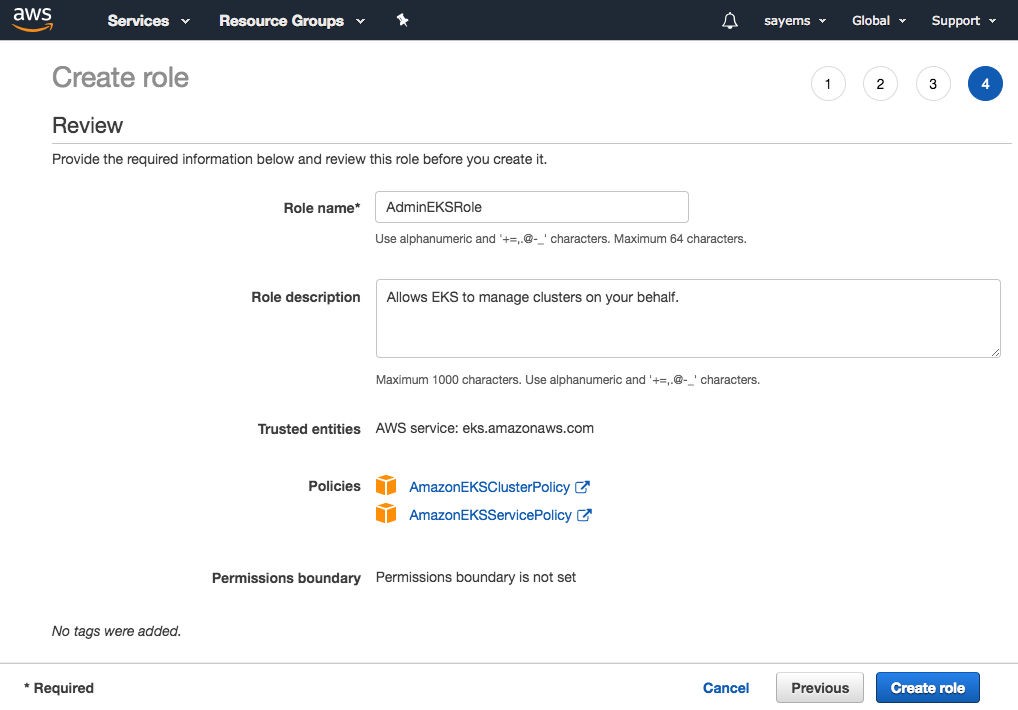 aws Services Resource Groups sayems Global Support
Create role 1 2 3 4
Review
Provide the required information below and review this role before you create it.
Role name* AdminEKSRole
Use alphanumeric and '+=,.@-_' characters. Maximum 64 characters.
Role description Allows EKS to manage clusters on your behalf.
Maximum 1000 characters. Use alphanumeric and '+=,.@-_' characters.
Trusted entities AWS service: eks.amazonaws.com
Policies AmazonEKSClusterPolicy
AmazonEKSServicePolicy
Permissions boundary Permissions boundary is not set
No tags were added.
* Required Cancel Previous Create role